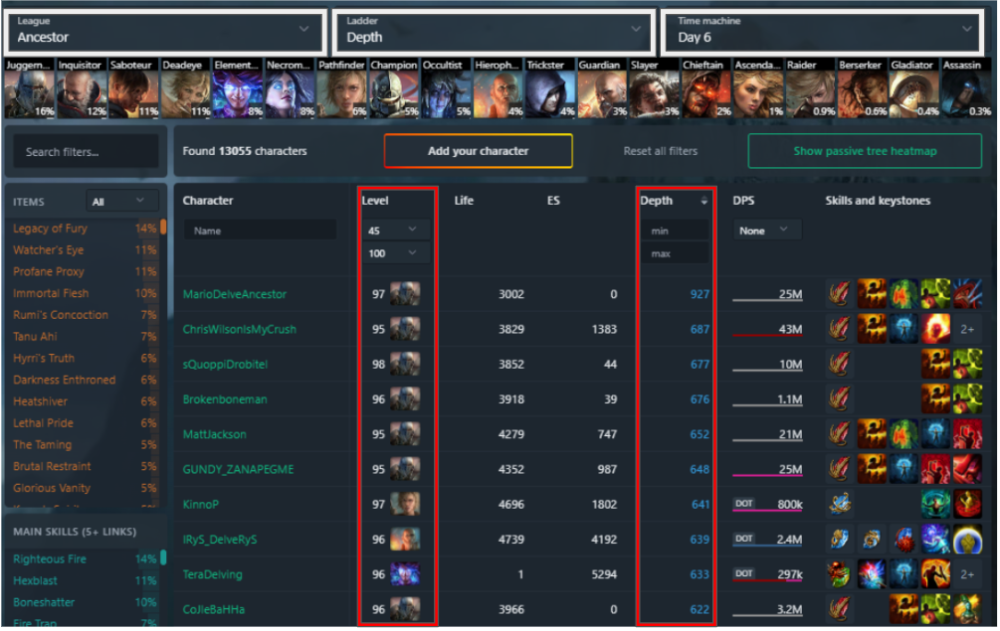 League
Ancestor
Ladder
Depth
Time machine
Day 6
Juggern... Inquisitor Saboteur Deadeye Element... Necrom... Pathfinder Champion Occultist Hieroph... Trickster Guardian Slayer Chieftain Ascenda... Raider Berserker Gladiator Assassin
16% 12% 11% 11% 8% 8% 6% 5% 5% 4% 4% 3% 3% 2% 1% 0.9% 0.6% 0.4% 0.3%
Search filters...
Found 13055 characters
Add your character
Reset all filters
Show passive tree heatmap
ITEMS
All
Legacy of Fury 14%
Watcher's Eye 11%
Profane Proxy 11%
Immortal Flesh 10%
Rumi's Concoction 7%
Tanu Ahi 7%
Hyrri's Truth 6%
Darkness Enthroned 6%
Heatshiver 6%
Lethal Pride 6%
The Taming 5%
Brutal Restraint 5%
Glorious Vanity 5%
MAIN SKILLS (5+ LINKS)
Righteous Fire 14%
Hexblast 11%
Boneshatter 10%
Fire Trap 7%
Character Level Life ES Depth DPS Skills and keystones
Name 45 min None
100 max
MarioDelveAncestor 97 3002 0 927 25M
ChrisWilsonIsMyCrush 95 3829 1383 687 43M 2+
sQuoppiDrobitel 98 3852 44 677 10M
Brokenboneman 96 3918 39 676 1.1M
MattJackson 95 4279 747 652 21M
GUNDY_ZANAPEGME 95 4352 987 648 25M
KinnoP 97 4696 1802 641 DOT 800k
IRyS_DelveRyS 96 4739 4192 639 DOT 2.4M
TeraDelving 96 1 5294 633 DOT 297k 2+
CoJIeBaHHa 96 3966 0 622 3.2M